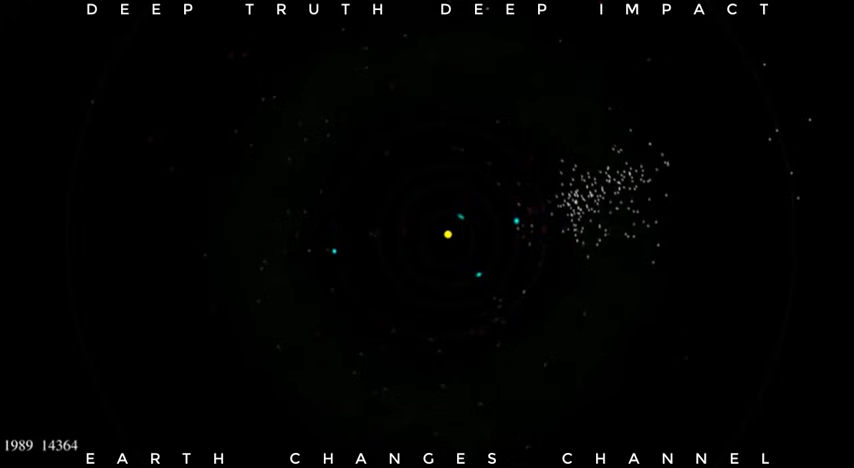 DEEP TRUTH DEEP IMPACT
1989 14364
EARTH CHANGES CHANNEL